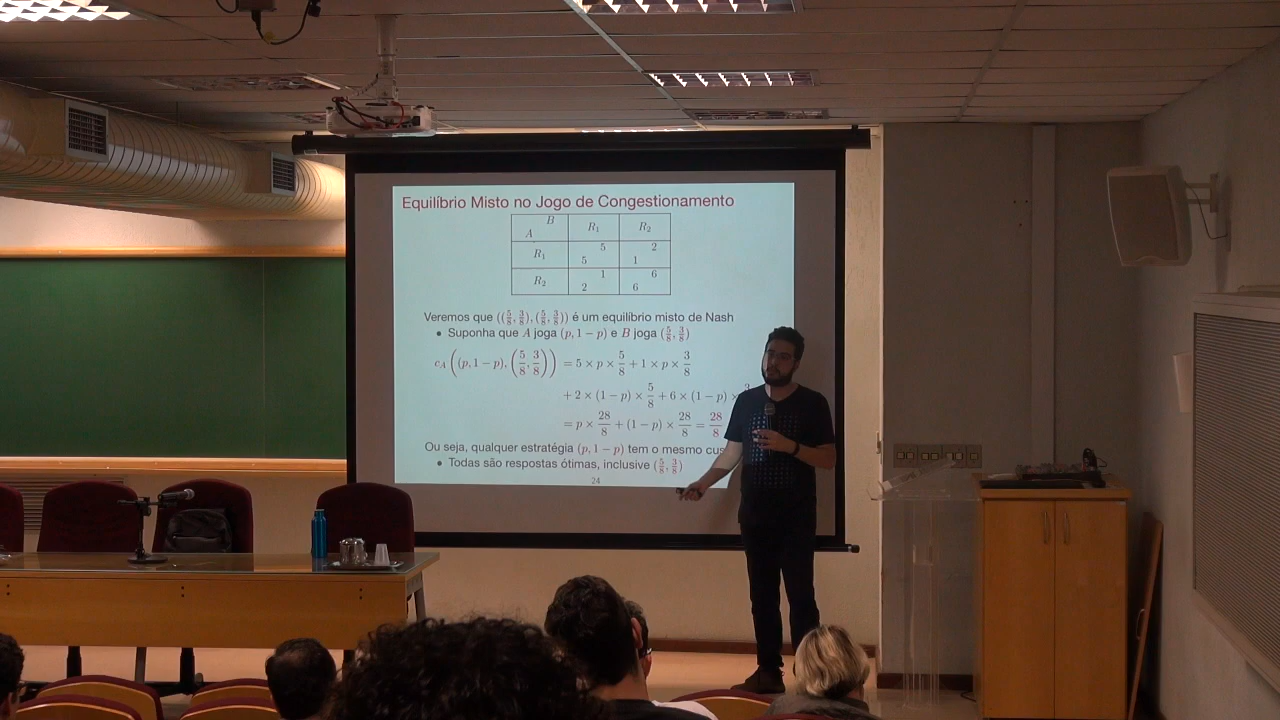 Equilíbrio Misto no Jogo de Congestionamento
A B R₁ R₂
R₁ 5 5 1 2
R₂ 2 1 6 6
Veremos que ((5/8, 3/8), (5/8, 3/8)) é um equilíbrio misto de Nash
• Suponha que A joga (p, 1 − p) e B joga (5/8, 3/8)
c_A((p, 1 − p), (5/8, 3/8)) = 5 × p × 5/8 + 1 × p × 3/8
+ 2 × (1 − p) × 5/8 + 6 × (1 − p) ×
= p × 28/8 + (1 − p) × 28/8 = 28/8
Ou seja, qualquer estratégia (p, 1 − p) tem o mesmo cus
• Todas são respostas ótimas, inclusive (5/8, 3/8)
24